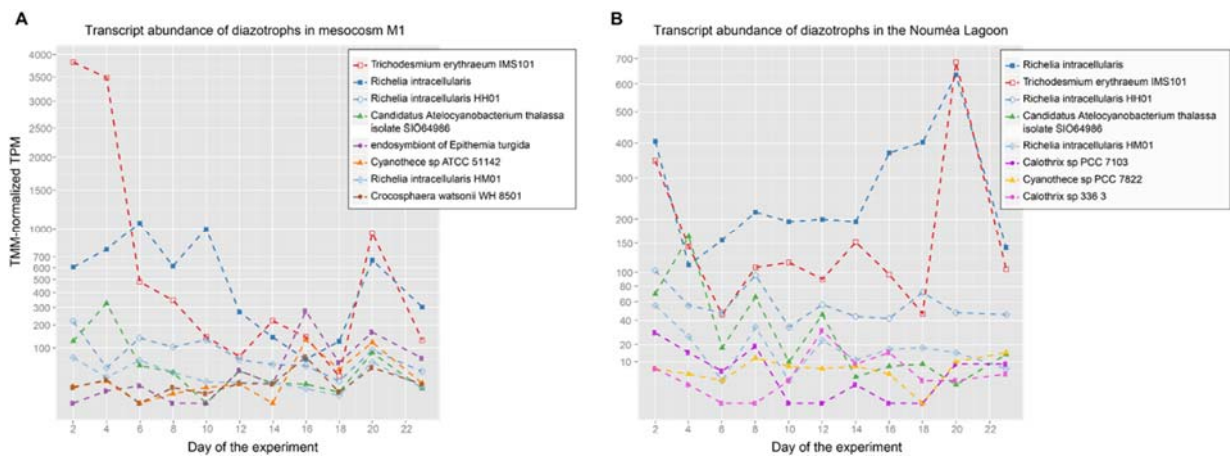 A
Transcript abundance of diazotrophs in mesocosm M1
TMM-normalized TPM
4000
3500
3000
2500
2000
1500
1000
700
600
500
400
300
200
100
2 4 6 8 10 12 14 16 18 20 22
Day of the experiment
Trichodesmium erythraeum IMS101
Richelia intracellularis
Richelia intracellularis HH01
Candidatus Atelocyanobacterium thalassa
isolate SIO64986
endosymbiont of Epithemia turgida
Cyanothece sp ATCC 51142
Richelia intracellularis HM01
Crocosphaera watsonii WH 8501
B
Transcript abundance of diazotrophs in the Nouméa Lagoon
700
600
500
400
300
200
150
100
80
60
40
20
10
2 4 6 8 10 12 14 16 18 20 22
Day of the experiment
Richelia intracellularis
Trichodesmium erythraeum IMS101
Richelia intracellularis HH01
Candidatus Atelocyanobacterium thalassa
isolate SIO64986
Richelia intracellularis HM01
Calothrix sp PCC 7103
Cyanothece sp PCC 7822
Calothrix sp 336 3